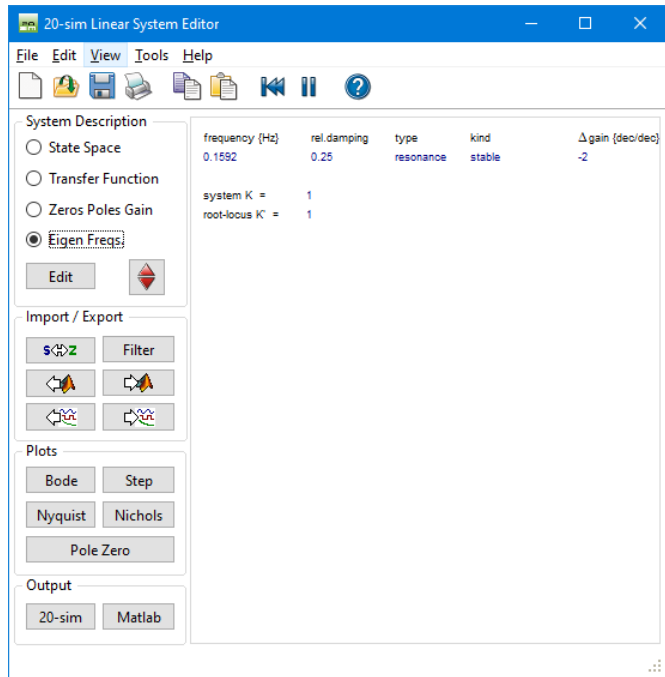 20-sim Linear System Editor
File Edit View Tools Help
System Description
State Space
Transfer Function
Zeros Poles Gain
Eigen Freqs.
Edit
Import / Export
S Z Filter
Plots
Bode Step
Nyquist Nichols
Pole Zero
Output
20-sim Matlab
frequency {Hz} rel.damping type kind Δ gain {dec/dec}
0.1592 0.25 resonance stable -2
system K = 1
root-locus K' = 1